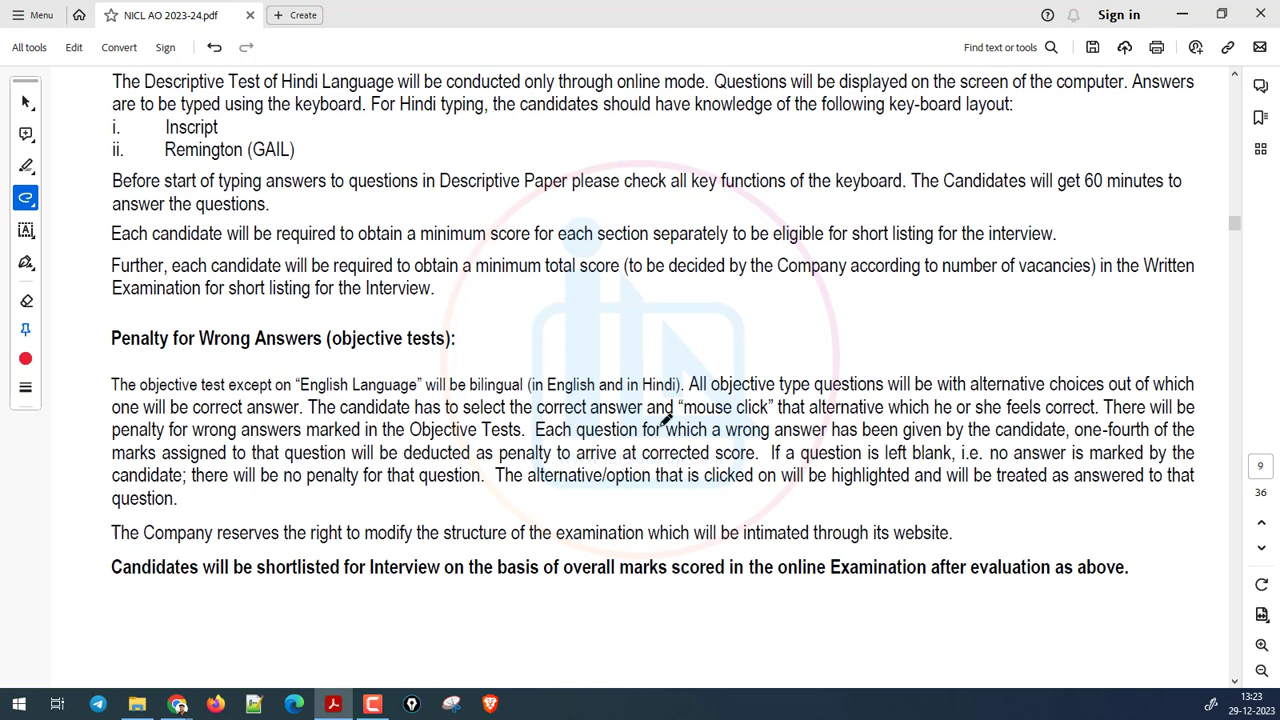 Menu
NICL AO 2023-24.pdf
Create
Sign in
All tools
Edit
Convert
Sign
Find text or tools
The Descriptive Test of Hindi Language will be conducted only through online mode. Questions will be displayed on the screen of the computer. Answers
are to be typed using the keyboard. For Hindi typing, the candidates should have knowledge of the following key-board layout:
i. Inscript
ii. Remington (GAIL)
Before start of typing answers to questions in Descriptive Paper please check all key functions of the keyboard. The Candidates will get 60 minutes to
answer the questions.
Each candidate will be required to obtain a minimum score for each section separately to be eligible for short listing for the interview.
Further, each candidate will be required to obtain a minimum total score (to be decided by the Company according to number of vacancies) in the Written
Examination for short listing for the Interview.
Penalty for Wrong Answers (objective tests):
The objective test except on “English Language” will be bilingual (in English and in Hindi). All objective type questions will be with alternative choices out of which
one will be correct answer. The candidate has to select the correct answer and “mouse click” that alternative which he or she feels correct. There will be
penalty for wrong answers marked in the Objective Tests. Each question for which a wrong answer has been given by the candidate, one-fourth of the
marks assigned to that question will be deducted as penalty to arrive at corrected score. If a question is left blank, i.e. no answer is marked by the
candidate; there will be no penalty for that question. The alternative/option that is clicked on will be highlighted and will be treated as answered to that
question.
The Company reserves the right to modify the structure of the examination which will be intimated through its website.
Candidates will be shortlisted for Interview on the basis of overall marks scored in the online Examination after evaluation as above.
9
36
13:23
29-12-2023